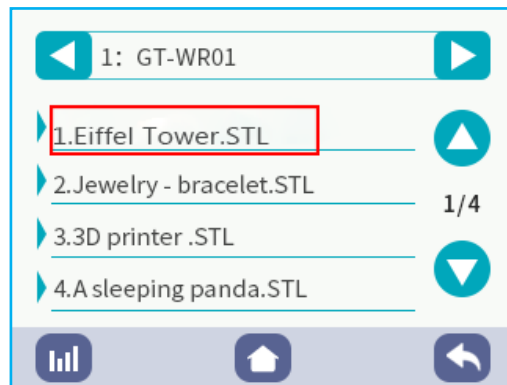 1: GT-WR01
1.Eiffel Tower.STL
2.Jewelry - bracelet.STL
1/4
3.3D printer .STL
4.A sleeping panda.STL